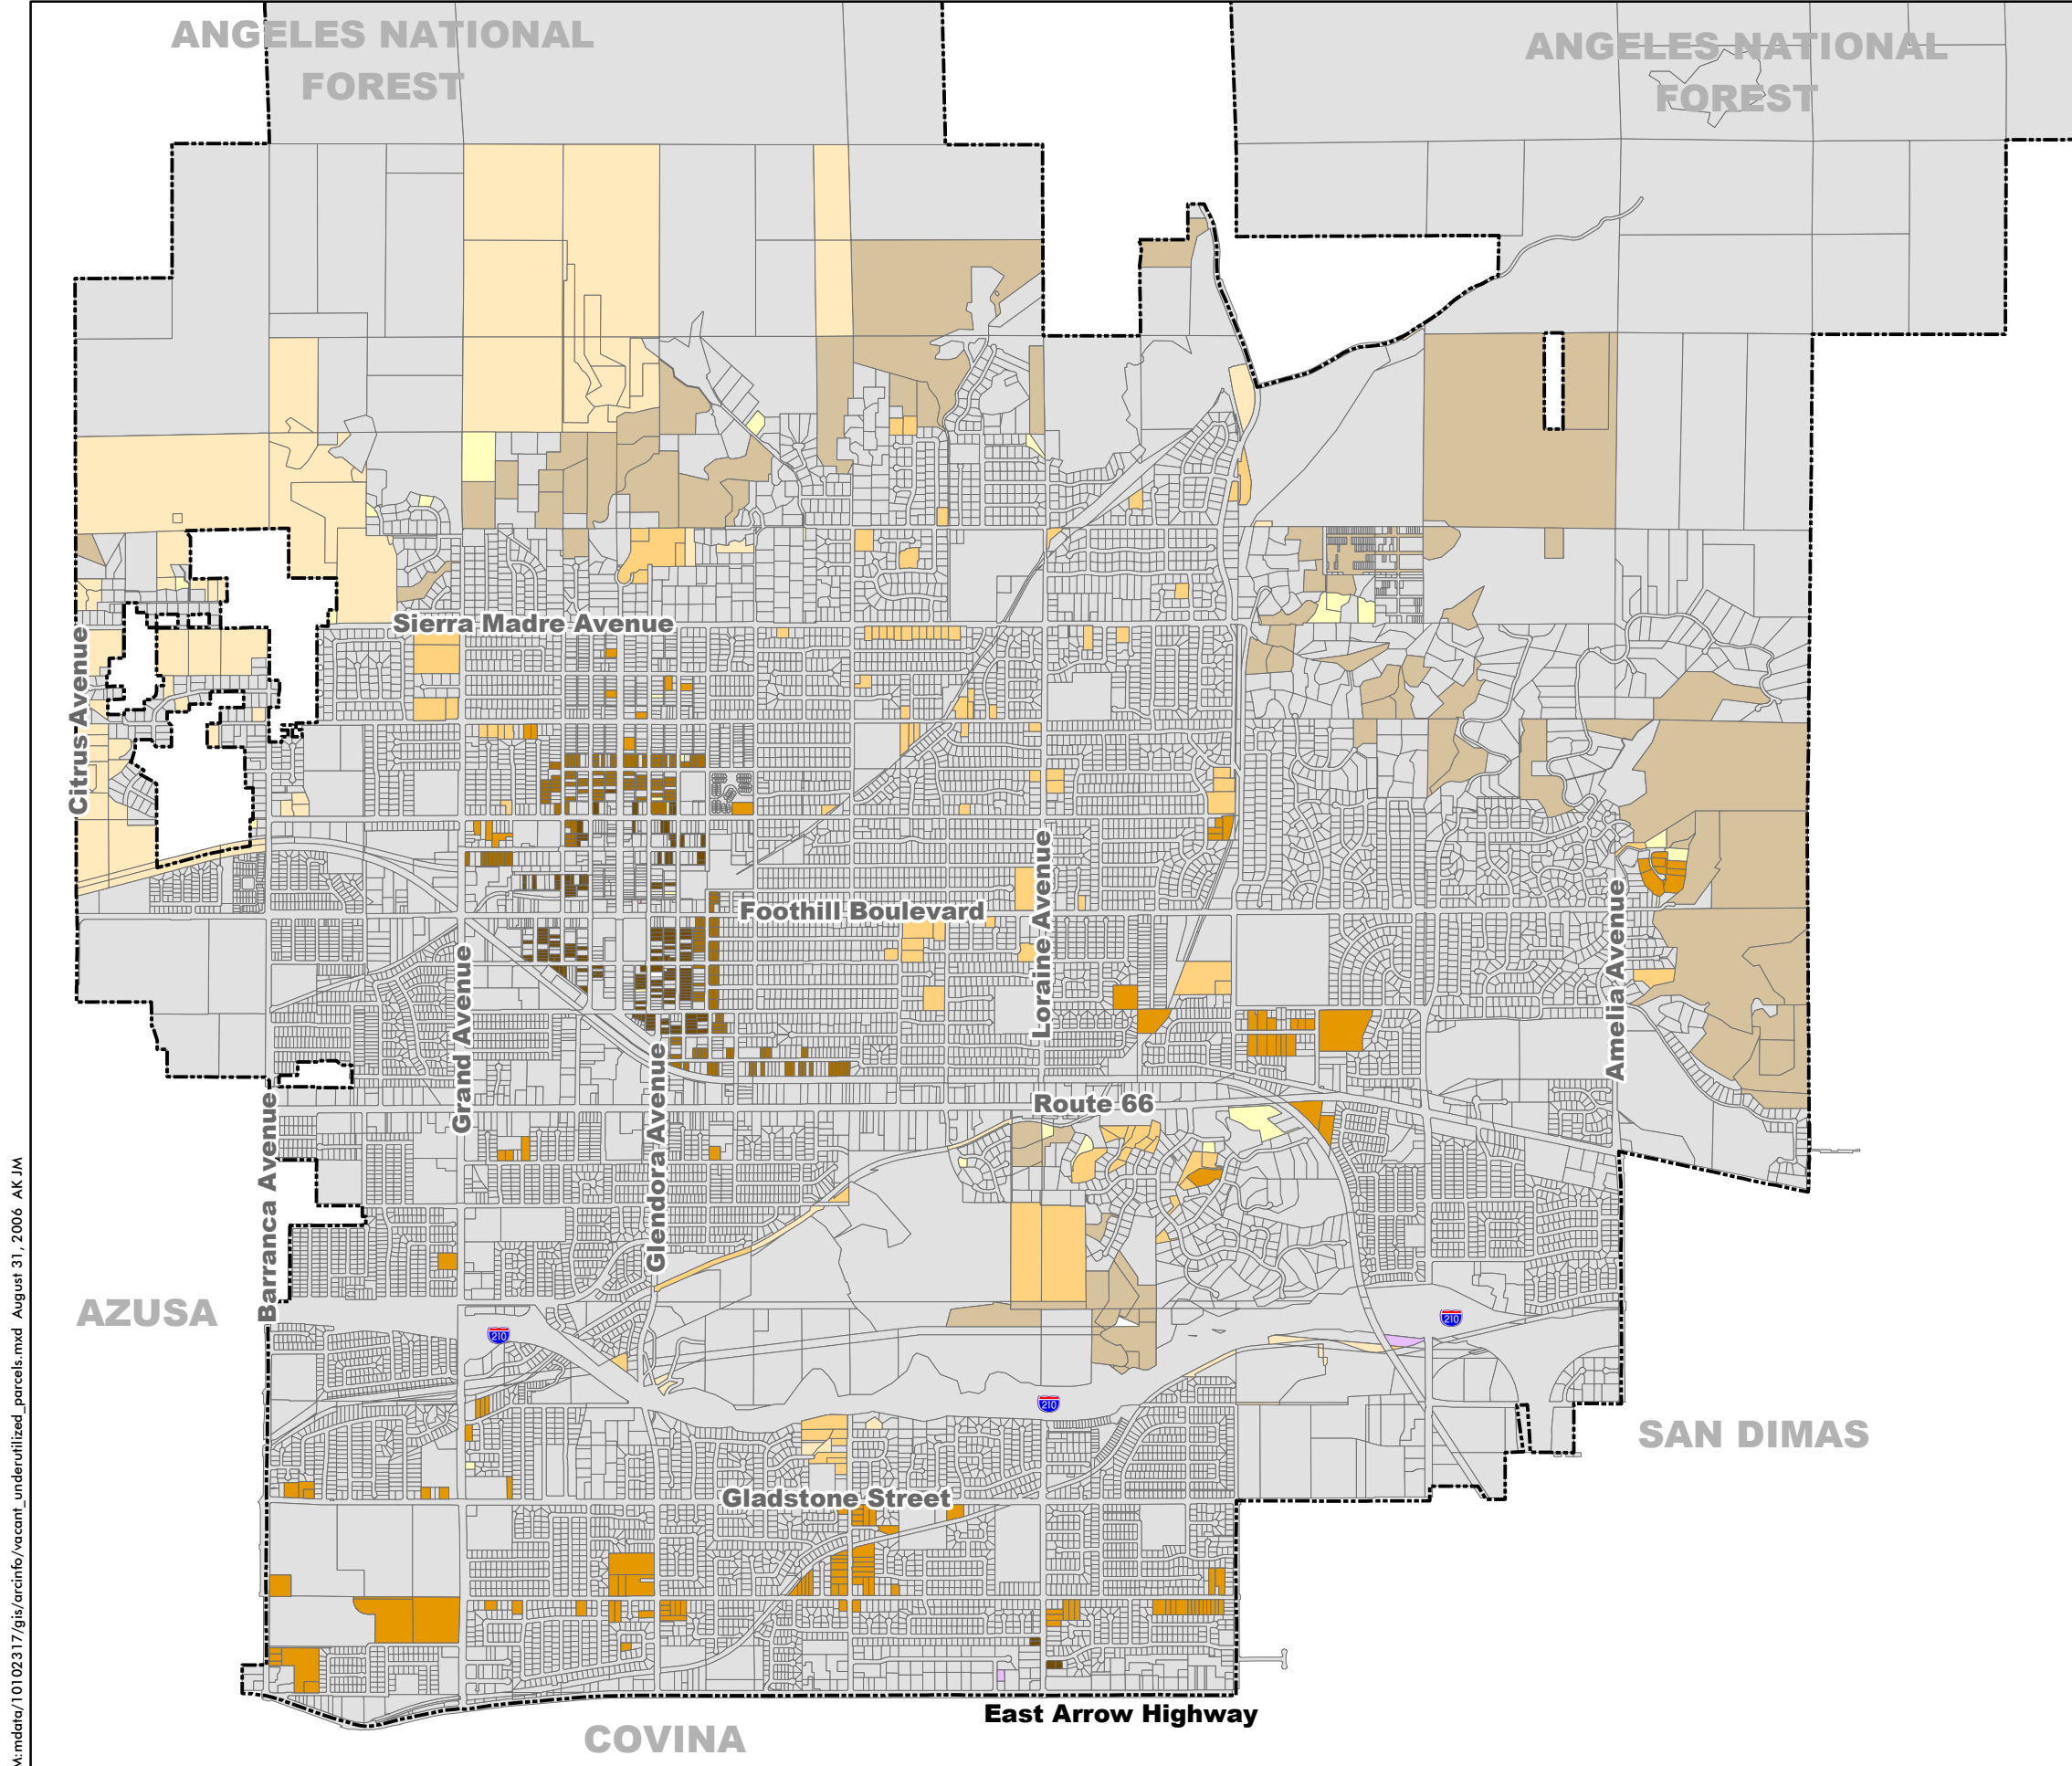 ANGELES NATIONAL
FOREST
ANGELES NATIONAL
FOREST
Sierra Madre Avenue
Citrus Avenue
Foothill Boulevard
Loraine Avenue
Amelia Avenue
Grand Avenue
Glendora Avenue
Route 66
Barranca Avenue
AZUSA
210
210
210
SAN DIMAS
Gladstone Street
East Arrow Highway
COVINA
M:mdata/10102317/gis/arcinfo/vacant_underutilized_parcels.mxd August 31, 2006 AK JM